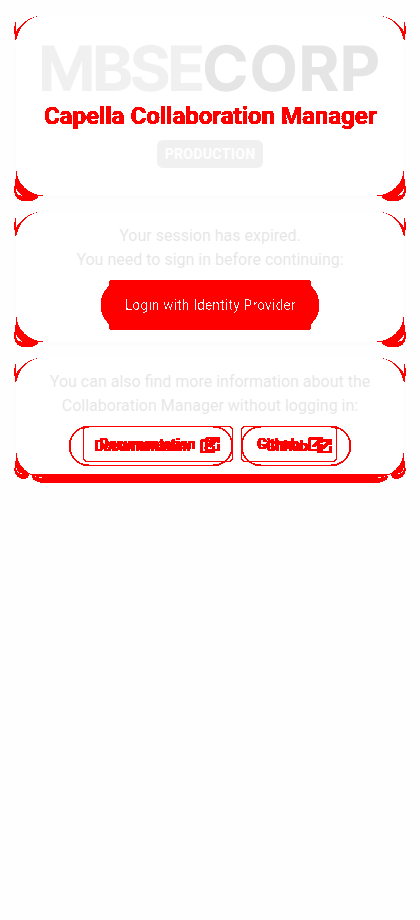 MBSECORP
Capella Collaboration Manager
PRODUCTION
Your session has expired.
You need to sign in before continuing:
Login with Identity Provider
You can also find more information about the
Collaboration Manager without logging in:
Documentation